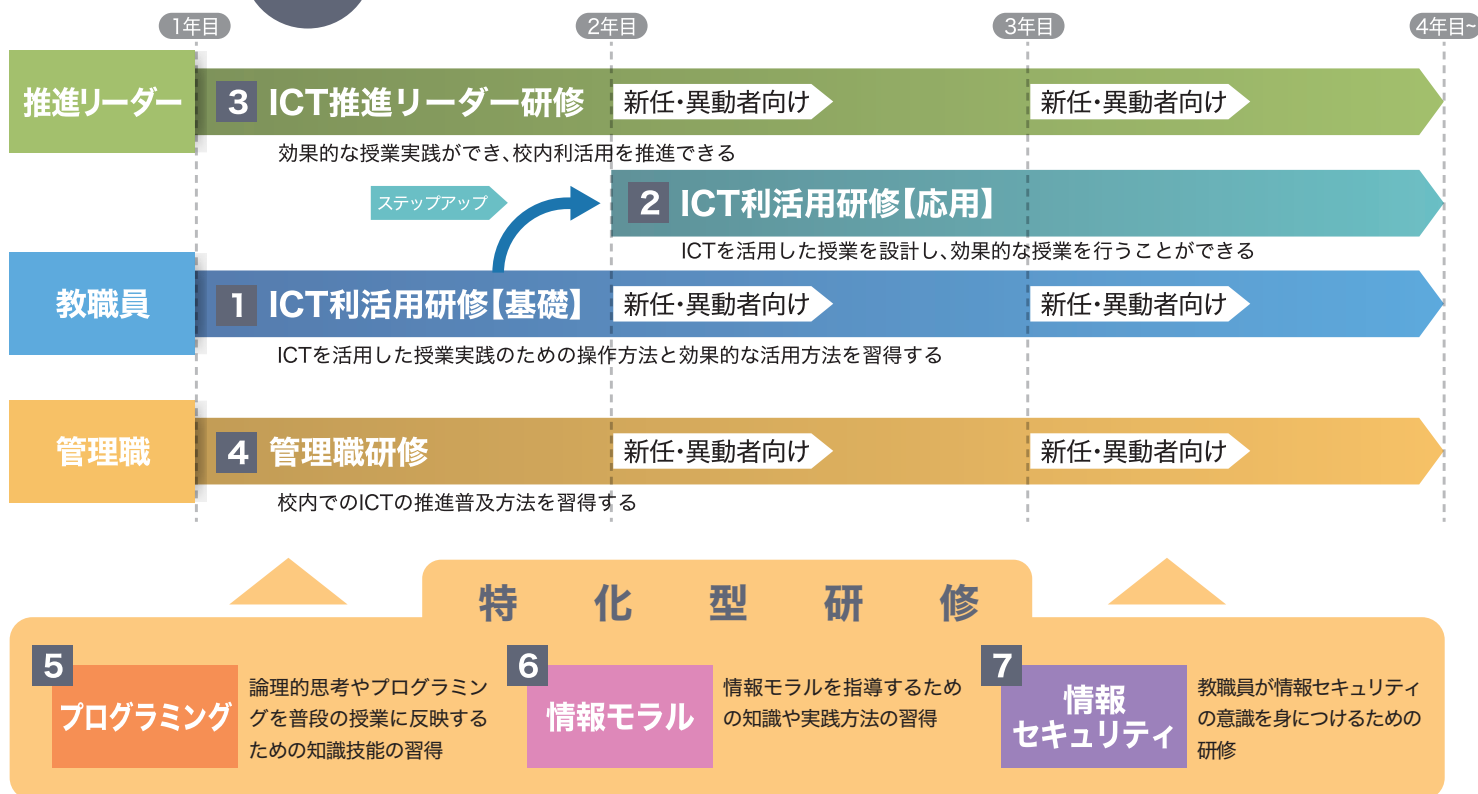 1年目
2年目
3年目
4年目~
推進リーダー
3 ICT推進リーダー研修
新任・異動者向け
新任・異動者向け
効果的な授業実践ができ、校内利活用を推進できる
ステップアップ
2 ICT利活用研修【応用】
ICTを活用した授業を設計し、効果的な授業を行うことができる
教職員
1 ICT利活用研修【基礎】
新任・異動者向け
新任・異動者向け
ICTを活用した授業実践のための操作方法と効果的な活用方法を習得する
管理職
4 管理職研修
新任・異動者向け
新任・異動者向け
校内でのICTの推進普及方法を習得する
特化型研修
5
プログラミング
論理的思考やプログラミン
グを普段の授業に反映する
ための知識技能の習得
6
情報モラル
情報モラルを指導するため
の知識や実践方法の習得
7
情報
セキュリティ
教職員が情報セキュリティ
の意識を身につけるための
研修